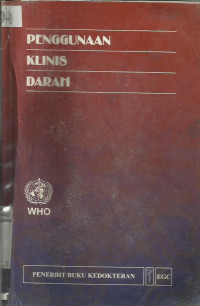 PENGGUNAAN
KLINIS
DARAH
WHO
PENERBIT BUKU KEDOKTERAN
EGC